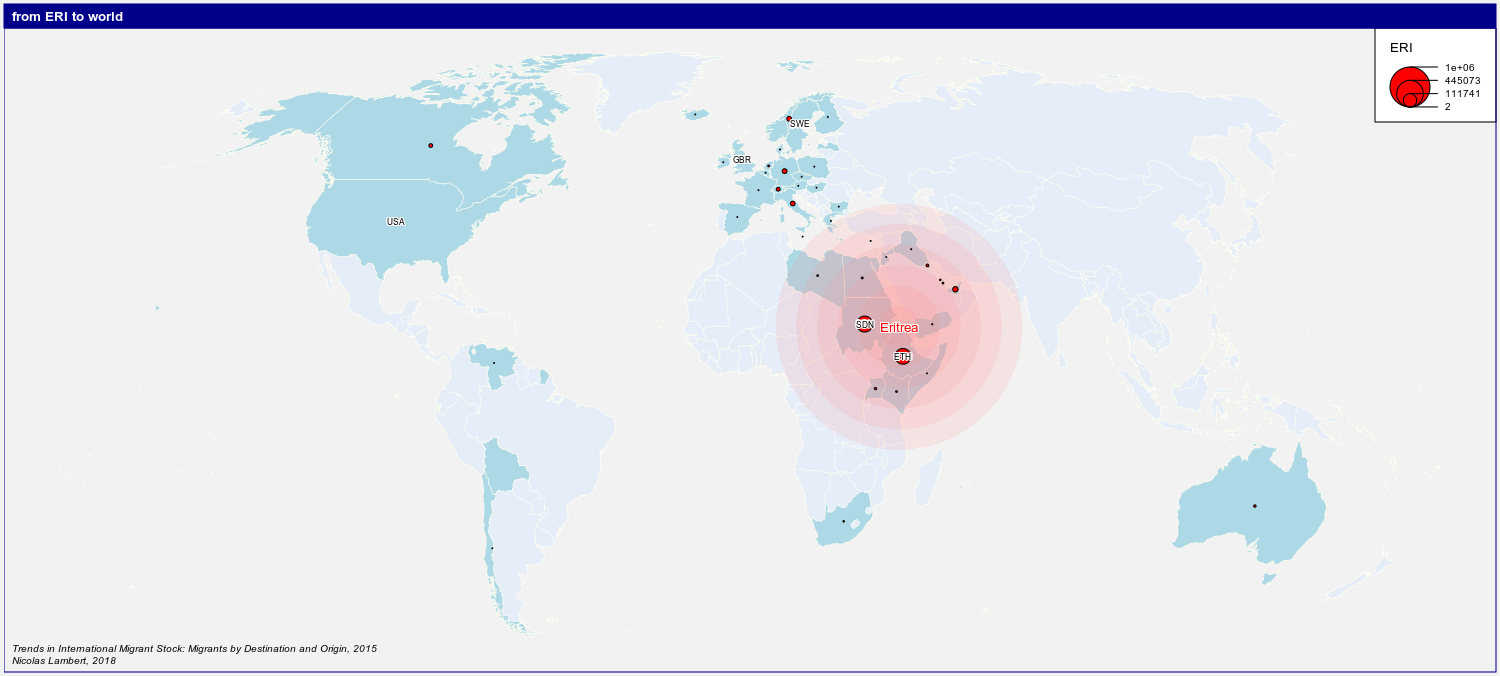 from ERI to world
ERI
1e+06
445073
111741
2
SWE
GBR
USA
SDN
Eritrea
ETH
Trends in International Migrant Stock: Migrants by Destination and Origin, 2015
Nicolas Lambert, 2018